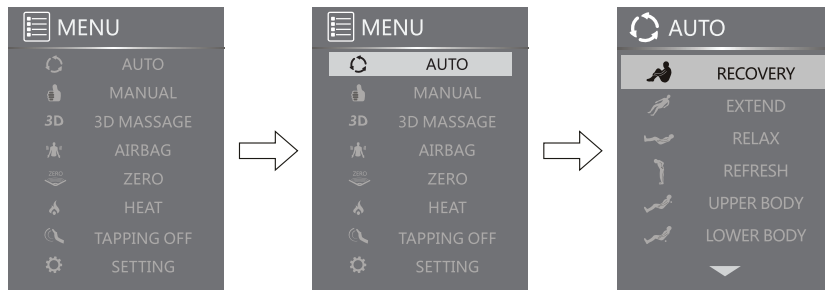 MENU
AUTO
MANUAL
3D 3D MASSAGE
AIRBAG
ZERO ZERO
HEAT
TAPPING OFF
SETTING
MENU
AUTO
MANUAL
3D 3D MASSAGE
AIRBAG
ZERO ZERO
HEAT
TAPPING OFF
SETTING
AUTO
RECOVERY
EXTEND
RELAX
REFRESH
UPPER BODY
LOWER BODY